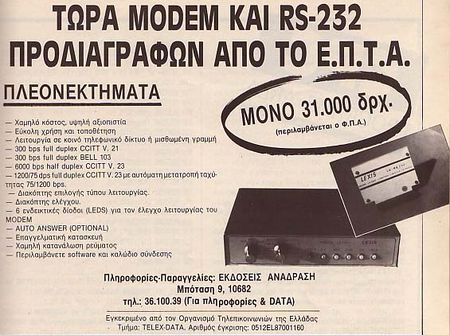 ΤΩΡΑ MODEM ΚΑΙ RS-232
ΠΡΟΔΙΑΓΡΑΦΩΝ ΑΠΟ ΤΟ Ε.Π.Τ.Α.
ΠΛΕΟΝΕΚΤΗΜΑΤΑ
ΜΟΝΟ 31.000 δρχ.
(περιλαμβάνεται ο Φ.Π.Α.)
— Χαμηλό κόστος, υψηλή αξιοπιστία
— Εύκολη χρήση και τοποθέτηση
— Λειτουργία σε κοινό τηλεφωνικό δίκτυο ή μισθωμένη γραμμή
— 300 bps full duplex CCITT V. 21
— 300 bps full duplex BELL 103
— 6000 bps half duplex CCITT V. 23
— 1200/75 bps full duplex CCITT V. 23 με αυτόματη μετατροπή ταχύ-
τητας 75/1200 bps.
— Διακόπτης επιλογής τύπου λειτουργίας.
— Διακόπτης ελέγχου.
— 6 ενδεικτικές δίοδοι (LEDS) για τον έλεγχο λειτουργίας του
MODEM
— AUTO ANSWER (OPTIONAL)
— Επαγγελματική κατασκευή
— Χαμηλή κατανάλωση ρεύματος
— Περιλαμβάνετε software και καλώδιο σύνδεσης
LEXIS
LEXIS
Πληροφορίες-Παραγγελίες: ΕΚΔΟΣΕΙΣ ΑΝΑΔΡΑΣΗ
Μπόταση 9, 10682
τηλ.: 36.100.39 (Για πληροφορίες & DATA)
Εγκεκριμένο από τον Οργανισμό Τηλεπικοινωνιών της Ελλάδας
Τμήμα: TELEX-DATA. Αριθμός έγκρισης: 0512EL87001160